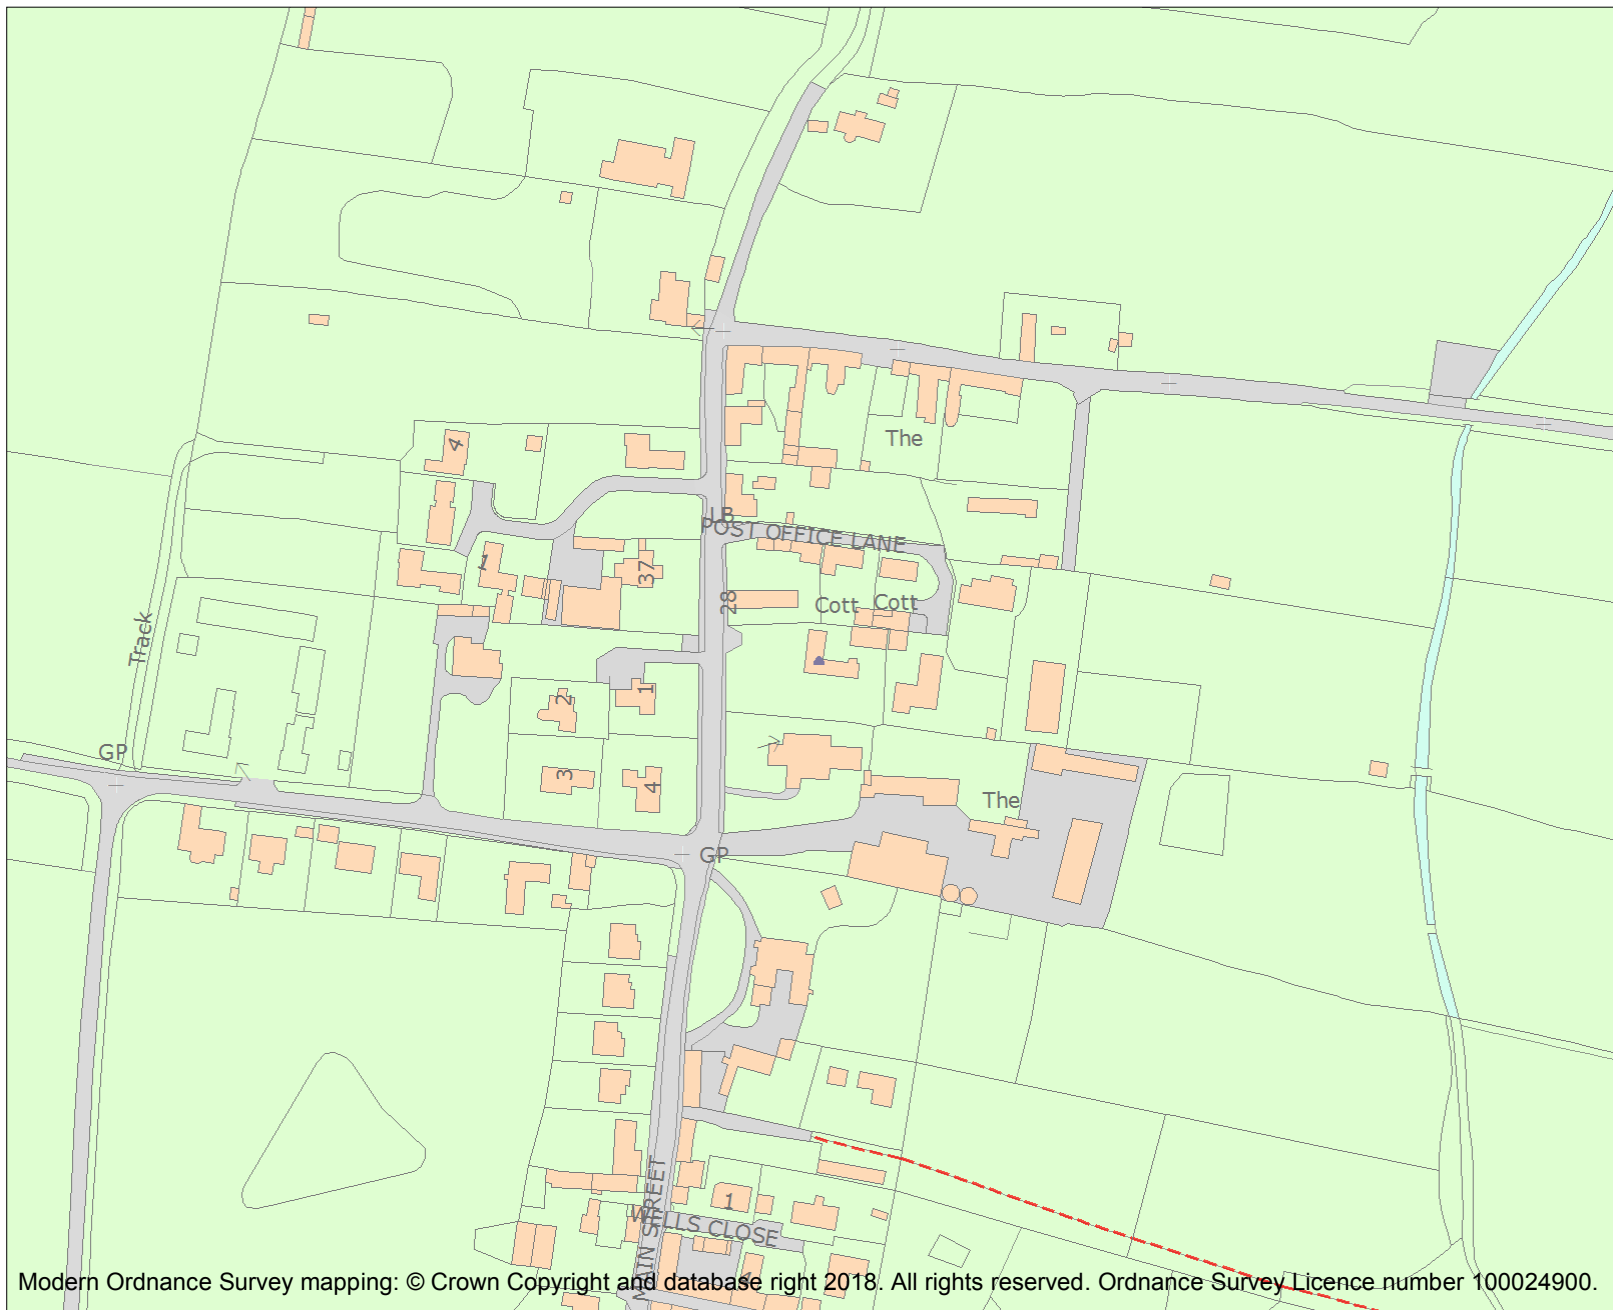 4
The
LB
POST OFFICE LANE
1
37
28
Cott
Cott
Track
2
1
GP
3
4
The
GP
MAIN STREET
1
WELLS CLOSE
4
Modern Ordnance Survey mapping: © Crown Copyright and database right 2018. All rights reserved. Ordnance Survey Licence number 100024900.